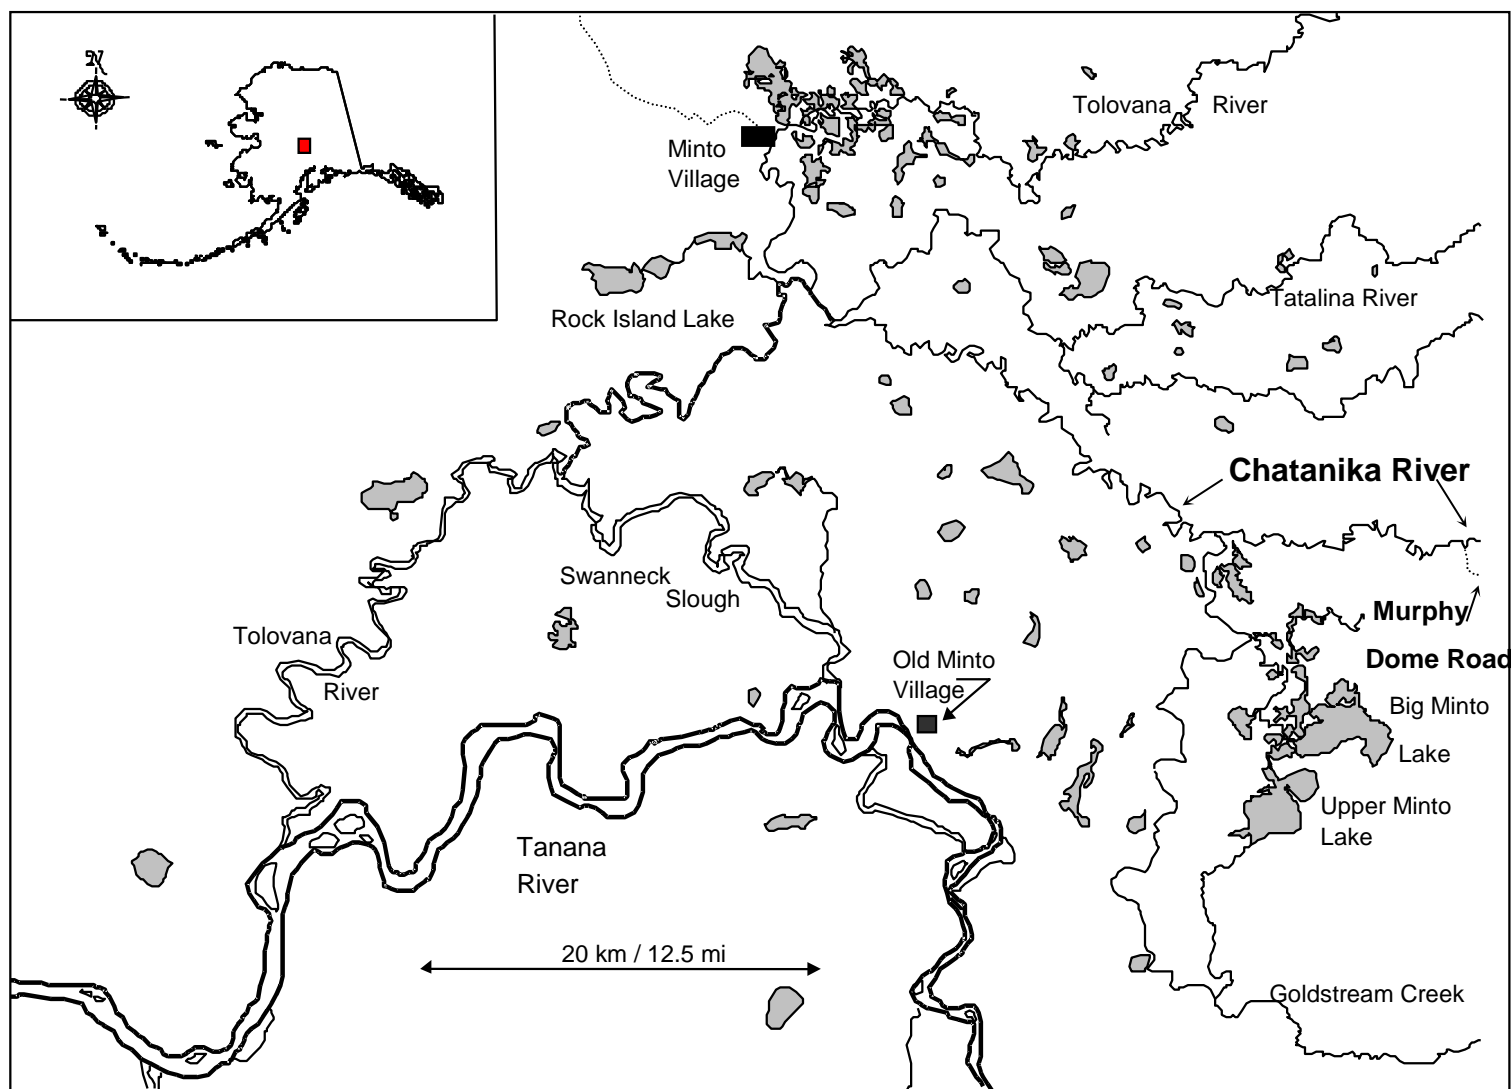 N
Tolovana River
Minto
Village
Rock Island Lake
Tatalina River
Chatanika River
Swanneck
Slough
Tolovana
River
Murphy
Dome Road
Old Minto
Village
Big Minto
Lake
Upper Minto
Lake
Tanana
River
20 km / 12.5 mi
Goldstream Creek